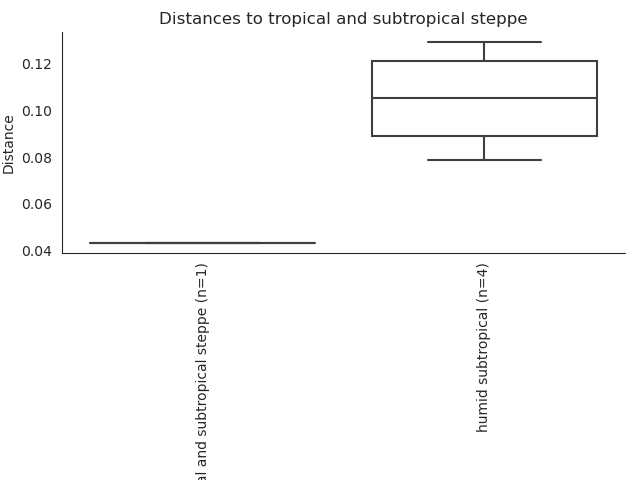 Distances to tropical and subtropical steppe
Distance
0.12
0.10
0.08
0.06
0.04
al and subtropical steppe (n=1)
humid subtropical (n=4)